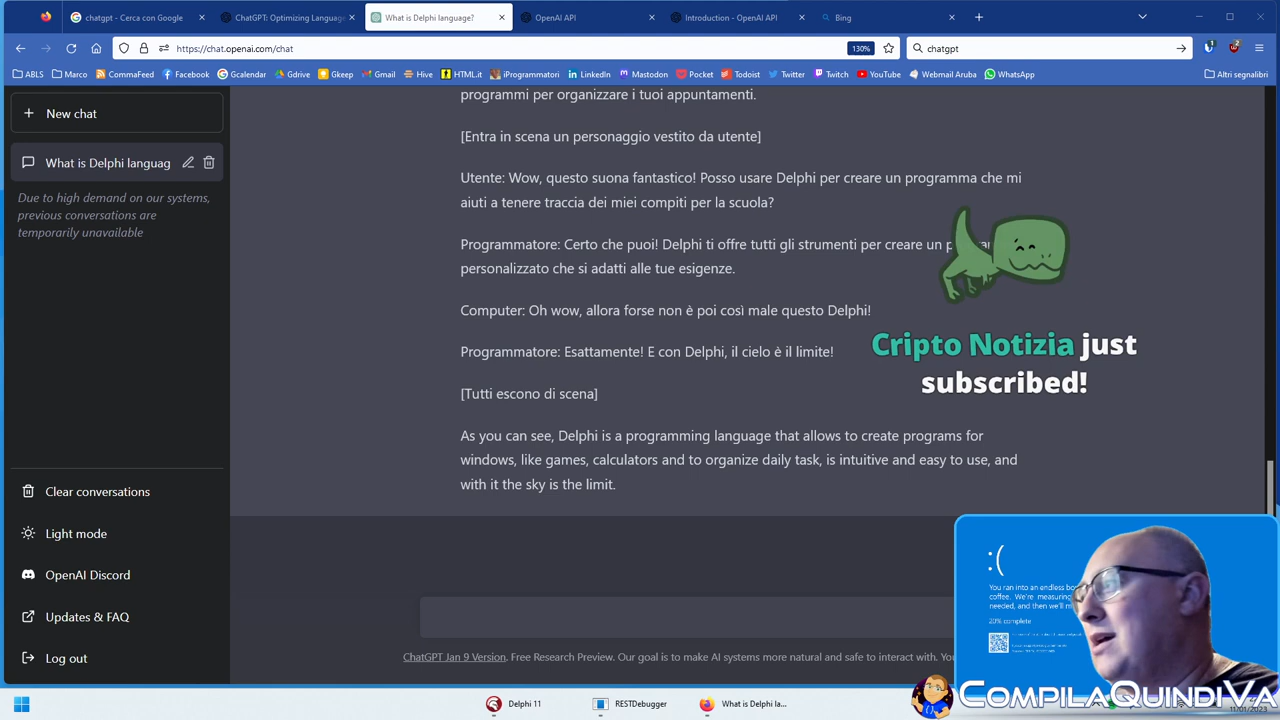 chatgpt - Cerca con Google
ChatGPT: Optimizing Language
What is Delphi language?
OpenAI API
Introduction - OpenAI API
Bing
https://chat.openai.com/chat
130%
chatgpt
ABLS
Marco
CommaFeed
Facebook
Gcalendar
Gdrive
Gkeep
Gmail
Hive
HTML.it
iProgrammatori
LinkedIn
Mastodon
Pocket
Todoist
Twitter
Twitch
YouTube
Webmail Aruba
WhatsApp
Altri segnalibri
New chat
What is Delphi languag
Due to high demand on our systems,
previous conversations are
temporarily unavailable
Clear conversations
Light mode
OpenAI Discord
Updates & FAQ
Log out
programmi per organizzare i tuoi appuntamenti.
[Entra in scena un personaggio vestito da utente]
Utente: Wow, questo suona fantastico! Posso usare Delphi per creare un programma che mi
aiuti a tenere traccia dei miei compiti per la scuola?
Programmatore: Certo che puoi! Delphi ti offre tutti gli strumenti per creare un
personalizzato che si adatti alle tue esigenze.
Computer: Oh wow, allora forse non è poi così male questo Delphi!
Programmatore: Esattamente! E con Delphi, il cielo è il limite!
[Tutti escono di scena]
As you can see, Delphi is a programming language that allows to create programs for
windows, like games, calculators and to organize daily task, is intuitive and easy to use, and
with it the sky is the limit.
Cripto Notizia just
subscribed!
ChatGPT Jan 9 Version. Free Research Preview. Our goal is to make AI systems more natural and safe to interact with.
:(
You ran into an endless
coffee. We're measuring
needed, and then we'll
20% complete
COMPILAQUINDIVA
Delphi 11
RESTDebugger
What is Delphi la...
11/01/2023